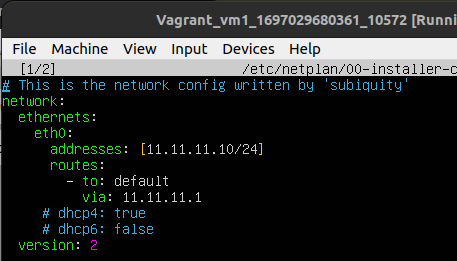 Vagrant_vm1_1697029680361_10572 [Runni
File Machine View Input Devices Help
[1/2] /etc/netplan/00-installer-c
# This is the network config written by 'subiquity'
network:
  ethernets:
    eth0:
      addresses: [11.11.11.10/24]
      routes:
        - to: default
          via: 11.11.11.1
     # dhcp4: true
     # dhcp6: false
  version: 2